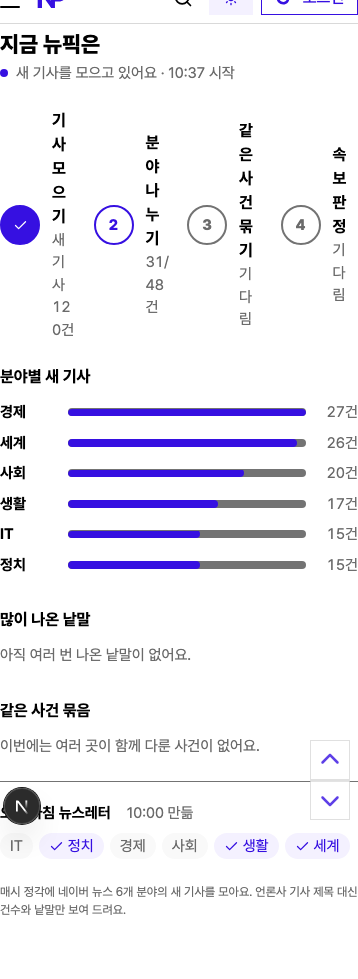 지금 뉴픽은
새 기사를 모으고 있어요 · 10:37 시작
기사모으기
새 기사 120건
2
분야 나누기
31/48건
3
같은 사건 묶기
기다림
4
속보 판정
기다림
분야별 새 기사
경제 27건
세계 26건
사회 20건
생활 17건
IT 15건
정치 15건
많이 나온 낱말
아직 여러 번 나온 낱말이 없어요.
같은 사건 묶음
이번에는 여러 곳이 함께 다룬 사건이 없어요.
N
아침 뉴스레터 10:00 만듦
IT 정치 경제 사회 생활 세계
매시 정각에 네이버 뉴스 6개 분야의 새 기사를 모아요. 언론사 기사 제목 대신
건수와 낱말만 보여 드려요.